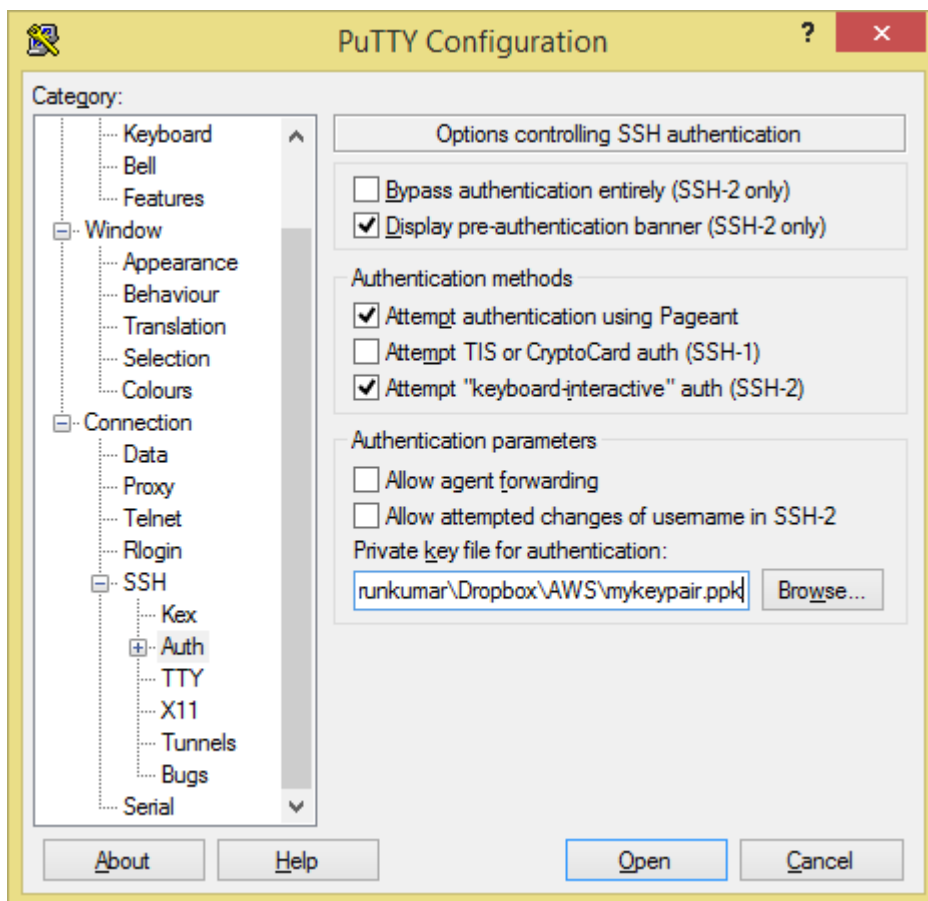 PuTTY Configuration
?
Category:
Keyboard
Bell
Features
Window
Appearance
Behaviour
Translation
Selection
Colours
Connection
Data
Proxy
Telnet
Rlogin
SSH
Kex
Auth
TTY
X11
Tunnels
Bugs
Serial
Options controlling SSH authentication
Bypass authentication entirely (SSH-2 only)
Display pre-authentication banner (SSH-2 only)
Authentication methods
Attempt authentication using Pageant
Attempt TIS or CryptoCard auth (SSH-1)
Attempt "keyboard-interactive" auth (SSH-2)
Authentication parameters
Allow agent forwarding
Allow attempted changes of username in SSH-2
Private key file for authentication:
runkumar\Dropbox\AWS\mykeypair.ppk
Browse...
About
Help
Open
Cancel